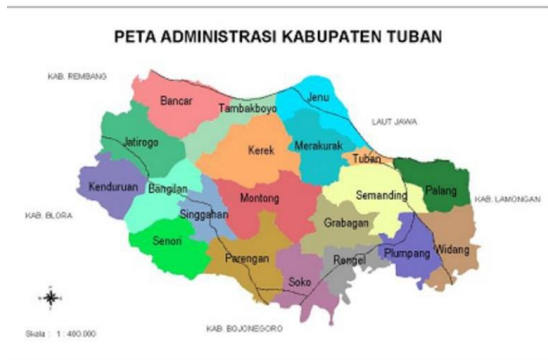 PETA ADMINISTRASI KABUPATEN TUBAN
KAB. REMBANG
Bancar
Jenu
Tambakboyo
LAUT JAWA
Jatirogo
Kerek
Merakurak
Tuban
Kenduruan
Bangilan
Montong
Semanding
Palang
KAB. LAMONGAN
KAB. BLORA
Singgahan
Grabagan
Senori
Parengan
Rengel
Plumpang
Widang
Soko
KAB. BOJONEGORO
Skala : 1 : 400.000